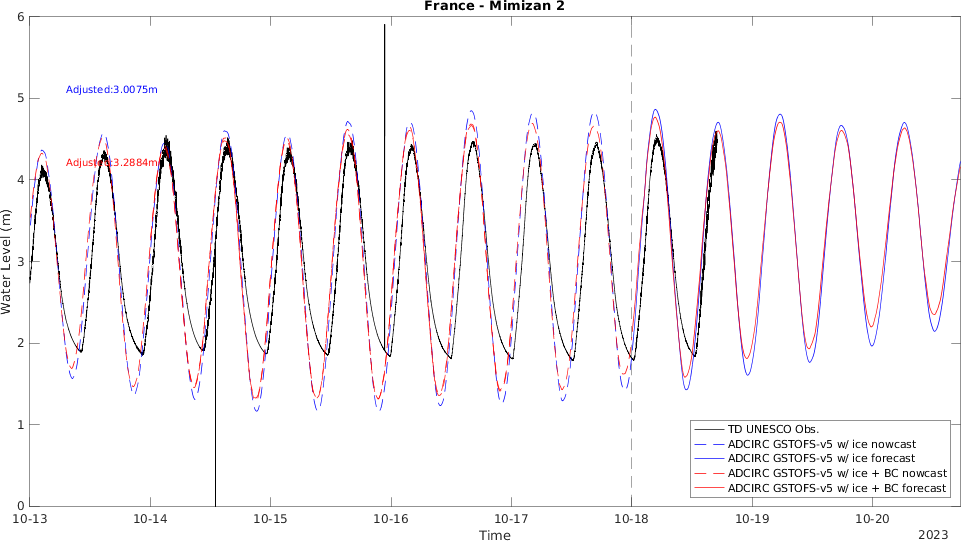 France - Mimizan 2
6
5
4
3
2
1
0
Water Level (m)
Adjusted:3.0075m
Adjusted:3.2884m
TD UNESCO Obs.
ADCIRC GSTOFS-v5 w/ ice nowcast
ADCIRC GSTOFS-v5 w/ ice forecast
ADCIRC GSTOFS-v5 w/ ice + BC nowcast
ADCIRC GSTOFS-v5 w/ ice + BC forecast
10-13 10-14 10-15 10-16 10-17 10-18 10-19 10-20
Time
2023